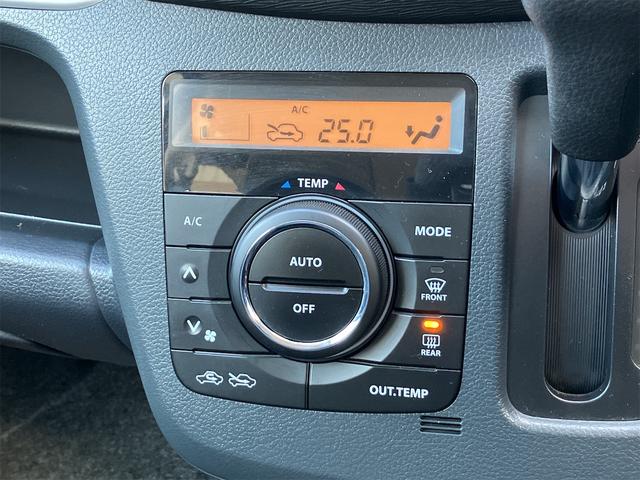 A/C
25.0
TEMP
A/C
MODE
AUTO
OFF
FRONT
REAR
OUT.TEMP